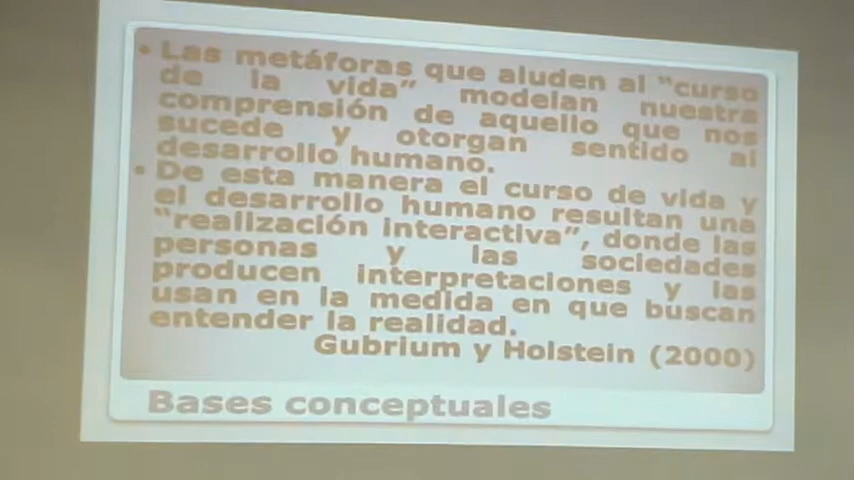 • Las metáforas que aluden al “curso
de la vida” modelan nuestra
comprensión de aquello que nos
sucede y otorgan sentido al
desarrollo humano.
• De esta manera el curso de vida y
el desarrollo humano resultan una
“realización interactiva”, donde las
personas y las sociedades
producen interpretaciones y las
usan en la medida en que buscan
entender la realidad.
Gubrium y Holstein (2000)
Bases conceptuales